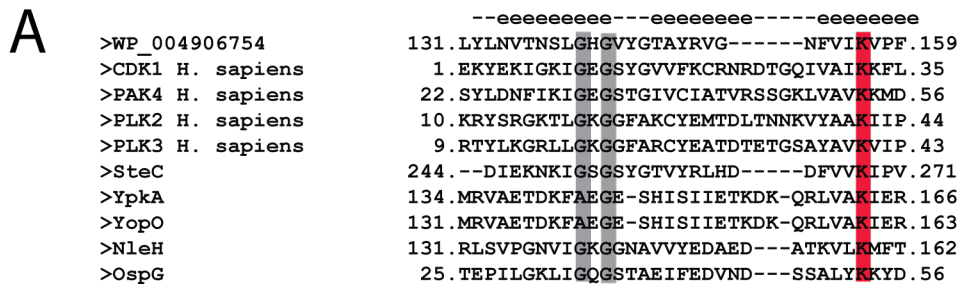 A
--eeeeeeeee---eeeeeeee-----eeeeeeee
>WP_004906754 131.LYLNVTNSLGHGVYGTAYRVG------NFVIKVPF.159
>CDK1 H. sapiens 1.EKYEKIGKIGEGSYGVVFKCRNRDTGQIVAIKKFL.35
>PAK4 H. sapiens 22.SYLDNFIKIGEGSTGIVCIATVRSSGKLVAVKKMD.56
>PLK2 H. sapiens 10.KRYSRGKTLGKGGFAKCYEMTDLTNNKVYAAKIIP.44
>PLK3 H. sapiens 9.RTYLKGRLLGKGGFARCYEATDTETGSAYAVKVIP.43
>SteC 244.--DIEKNKIGSGSYGTVYRLHD-----DFVVKIPV.271
>YpkA 134.MRVAETDKFAEGE-SHISIIETKDK-QRLVAKIER.166
>YopO 131.MRVAETDKFAEGE-SHISIIETKDK-QRLVAKIER.163
>NleH 131.RLSVPGNVIGKGGNAVVYEDAED---ATKVLKMFT.162
>OspG 25.TEPILGKLIGQGSTAEIFEDVND---SSALYKKYD.56